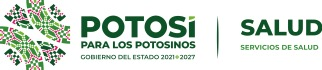 POTOSÍ
PARA LOS POTOSINOS
GOBIERNO DEL ESTADO 2021-2027
SALUD
SERVICIOS DE SALUD